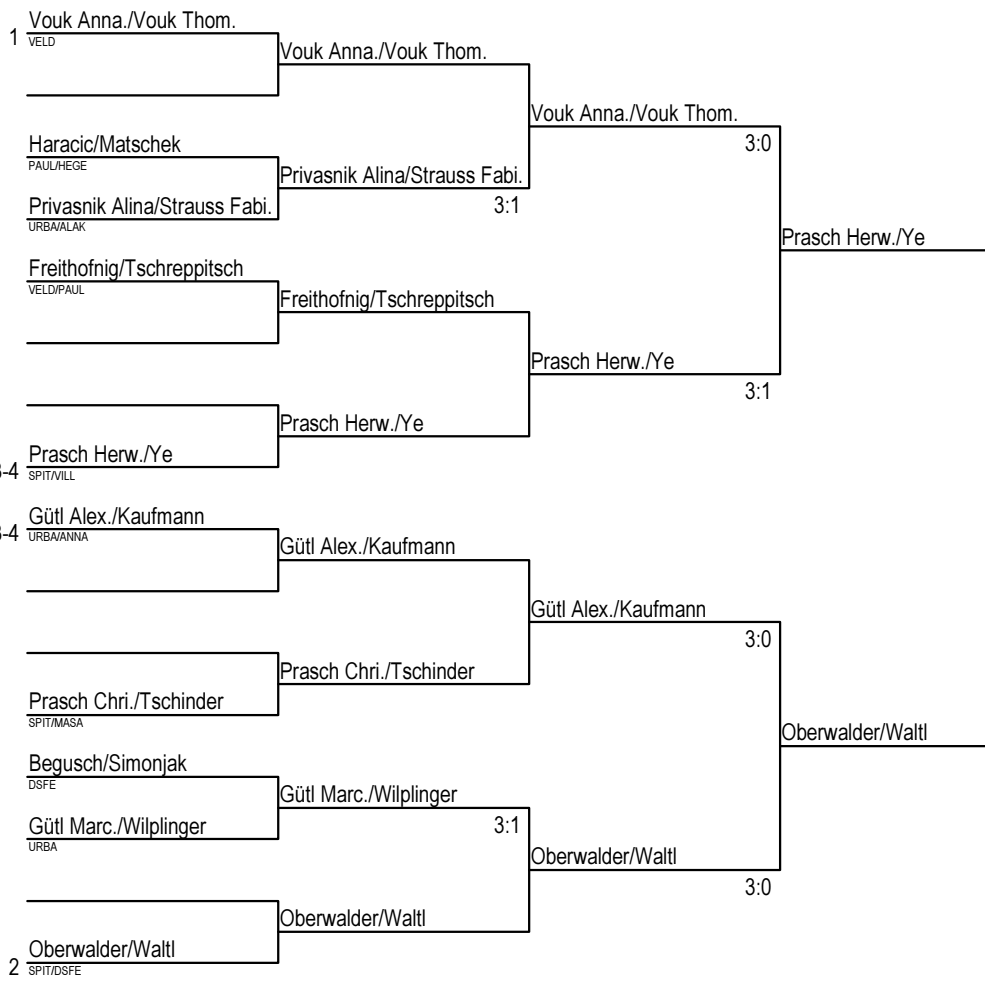 Vouk Anna./Vouk Thom.
1
VELD
Vouk Anna./Vouk Thom.
Vouk Anna./Vouk Thom.
3:0
Haracic/Matschek
PAUL/HEGE
Privasnik Alina/Strauss Fabi.
3:1
Privasnik Alina/Strauss Fabi.
URBA/ALAK
Prasch Herw./Ye
Freithofnig/Tschreppitsch
VELD/PAUL
Freithofnig/Tschreppitsch
Prasch Herw./Ye
3:1
Prasch Herw./Ye
Prasch Herw./Ye
3-4
SPIT/VILL
Gütl Alex./Kaufmann
3-4
URBA/ANNA
Gütl Alex./Kaufmann
Gütl Alex./Kaufmann
3:0
Prasch Chri./Tschinder
Prasch Chri./Tschinder
SPIT/MASA
Oberwalder/Waltl
Begusch/Simonjak
DSFE
Gütl Marc./Wilplinger
3:1
Gütl Marc./Wilplinger
URBA
Oberwalder/Waltl
3:0
Oberwalder/Waltl
Oberwalder/Waltl
2
SPIT/DSFE